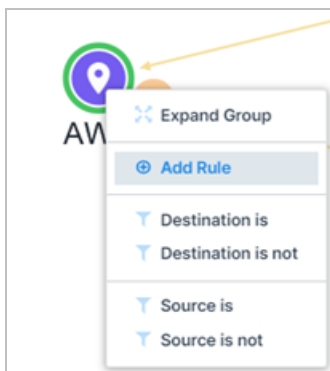 Expand Group
AW
Add Rule
Destination is
Destination is not
Source is
Source is not